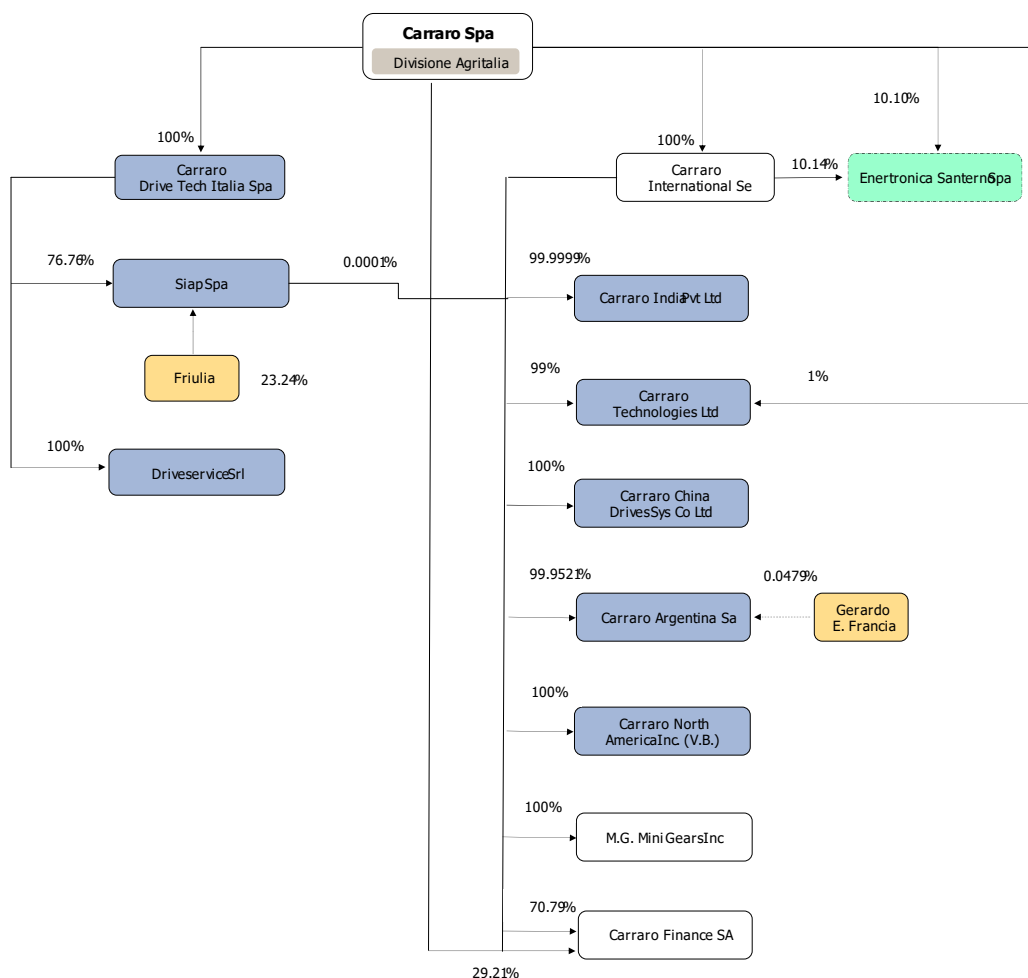 Carraro Spa
Divisione Agritalia
10.10%
100%
100%
Carraro
Drive Tech Italia Spa
Carraro
International Se
10.14%
Enertronica Santerno Spa
76.76%
0.0001%
99.9999%
Siap Spa
Carraro India Pvt Ltd
Friulia
23.24%
99%
1%
Carraro
Technologies Ltd
100%
100%
Driveservice Srl
Carraro China
Drives Sys Co Ltd
99.9521%
0.0479%
Carraro Argentina Sa
Gerardo
E. Francia
100%
Carraro North
America Inc. (V.B.)
100%
M.G. Mini Gears Inc
70.79%
Carraro Finance SA
29.21%